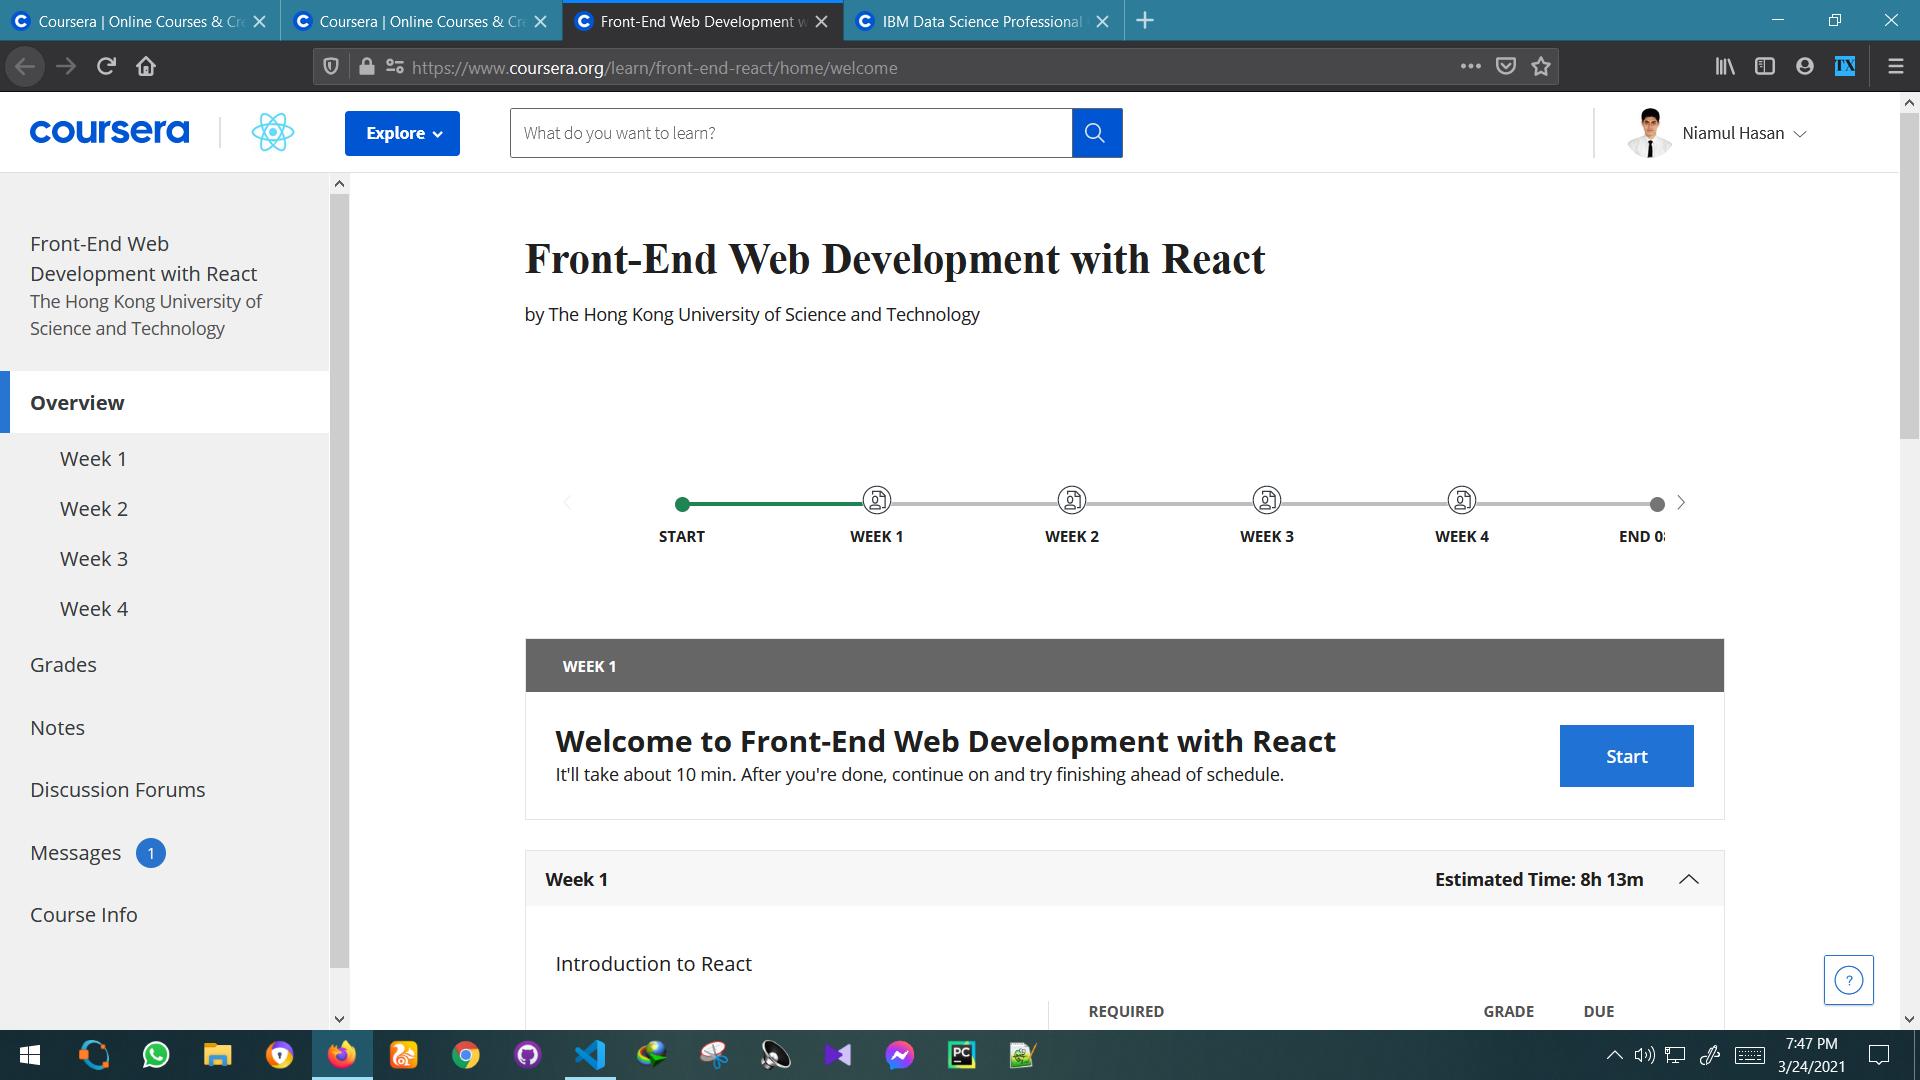 Coursera | Online Courses & Cre
Coursera | Online Courses & Cre
Front-End Web Development w
IBM Data Science Professional
https://www.coursera.org/learn/front-end-react/home/welcome
coursera
Explore
What do you want to learn?
Niamul Hasan
Front-End Web
Development with React
The Hong Kong University of
Science and Technology
Overview
Week 1
Week 2
Week 3
Week 4
Grades
Notes
Discussion Forums
Messages 1
Course Info
Front-End Web Development with React
by The Hong Kong University of Science and Technology
START WEEK 1 WEEK 2 WEEK 3 WEEK 4 END
WEEK 1
Welcome to Front-End Web Development with React
It'll take about 10 min. After you're done, continue on and try finishing ahead of schedule.
Start
Week 1 Estimated Time: 8h 13m
Introduction to React
REQUIRED GRADE DUE
?
TX
PC
7:47 PM
3/24/2021